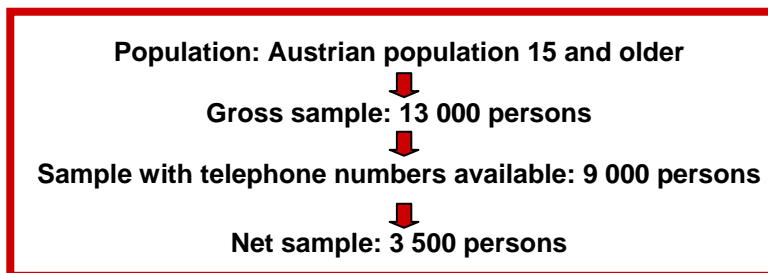 Population: Austrian population 15 and older
Gross sample: 13 000 persons
Sample with telephone numbers available: 9 000 persons
Net sample: 3 500 persons